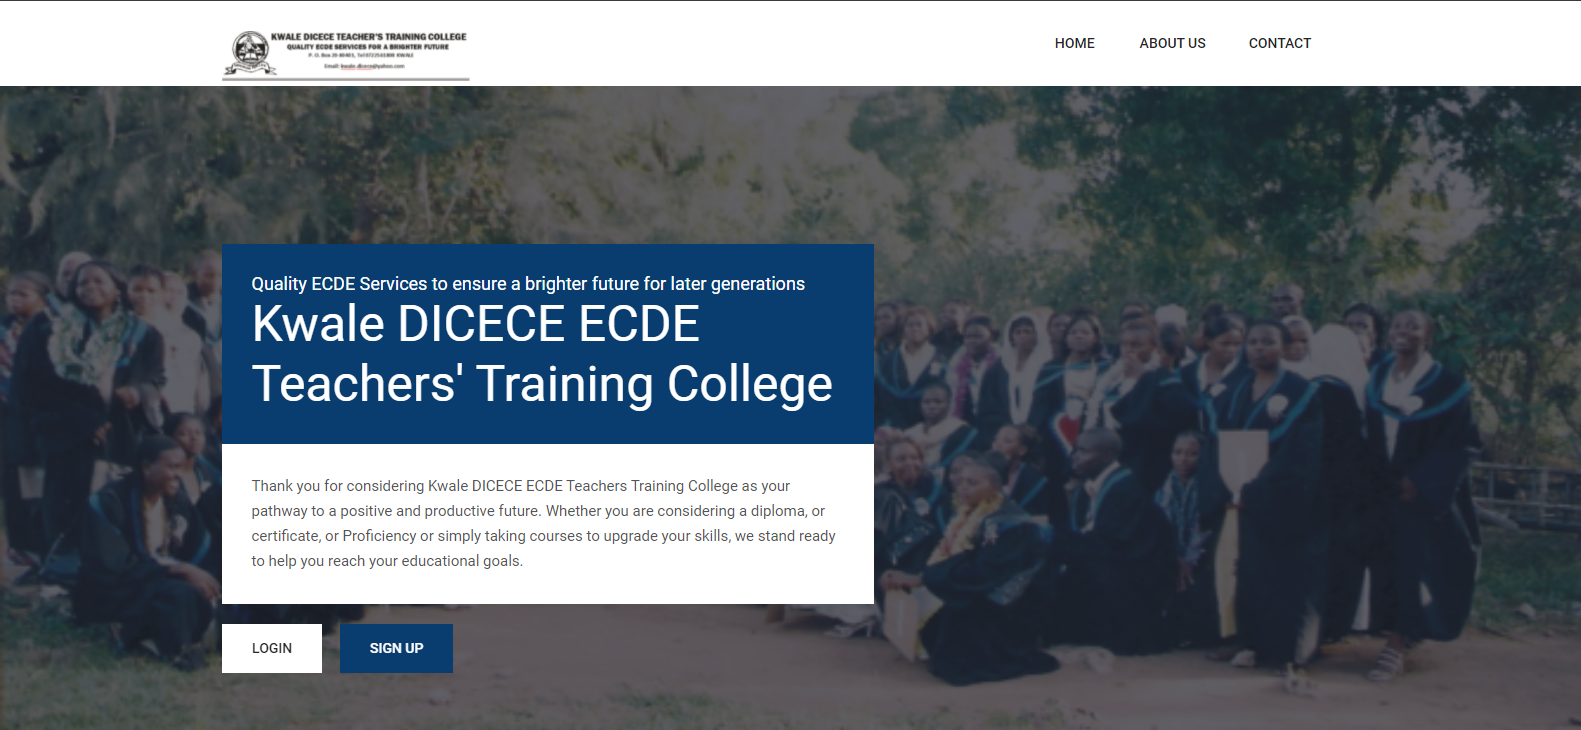 KWALE DICECE TEACHER'S TRAINING COLLEGE
QUALITY ECDE SERVICES FOR A BRIGHTER FUTURE
Email: kwale.dicece@yahoo.com
HOME ABOUT US CONTACT
Quality ECDE Services to ensure a brighter future for later generations
Kwale DICECE ECDE
Teachers' Training College
Thank you for considering Kwale DICECE ECDE Teachers Training College as your
pathway to a positive and productive future. Whether you are considering a diploma, or
certificate, or Proficiency or simply taking courses to upgrade your skills, we stand ready
to help you reach your educational goals.
LOGIN SIGN UP